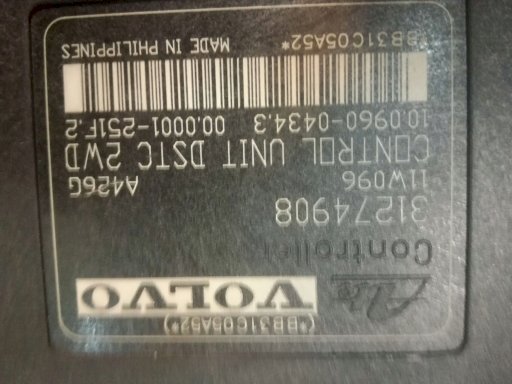 (*BB31C05A52*)
Ate VOLVO
Controller
31274908
11W096 A426G
CONTROL UNIT DSTC 2WD
10.0960-0434.3 00.0001-251F.2
*BB31C05A52* MADE IN PHILIPPINES